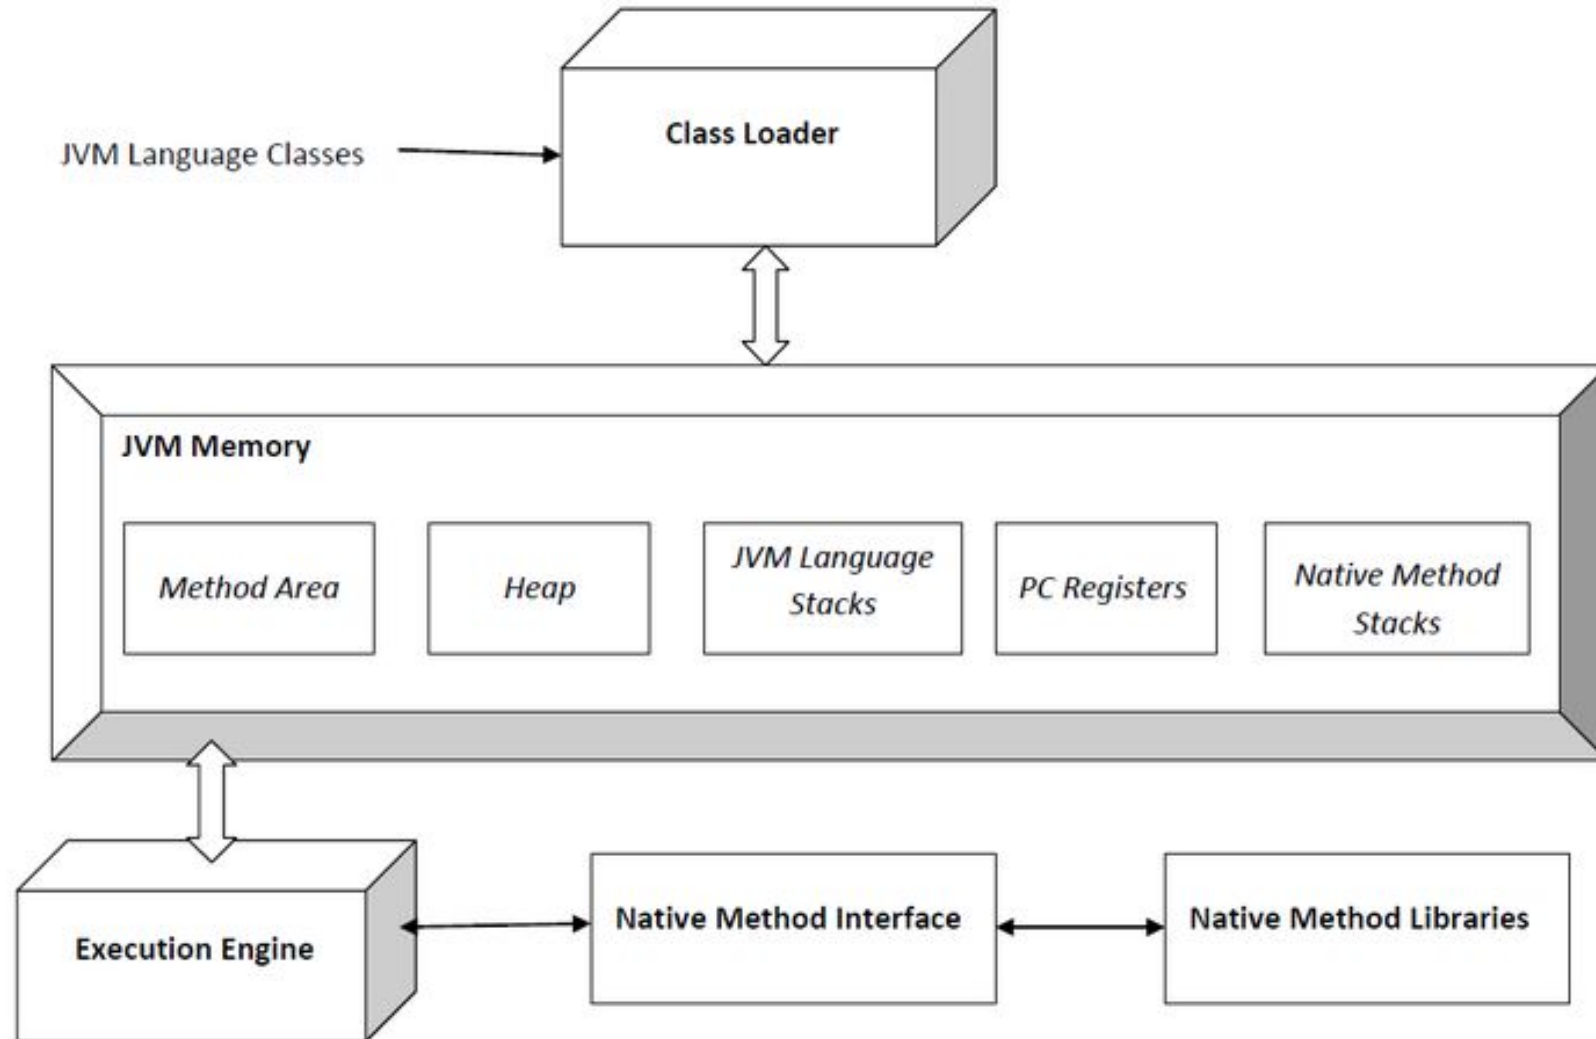 Class Loader
JVM Language Classes
JVM Memory
Method Area
Heap
JVM Language
Stacks
PC Registers
Native Method
Stacks
Execution Engine
Native Method Interface
Native Method Libraries